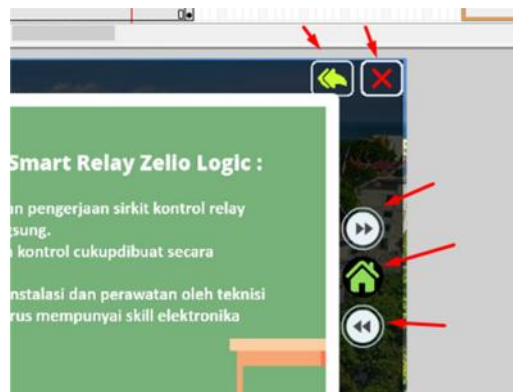 Smart Relay Zelio Logic :
an pengerjaan sirkit kontrol relay
gsung.
kontrol cukupdibuat secara
nstalasi dan perawatan oleh teknisi
rus mempunyai skill elektronika